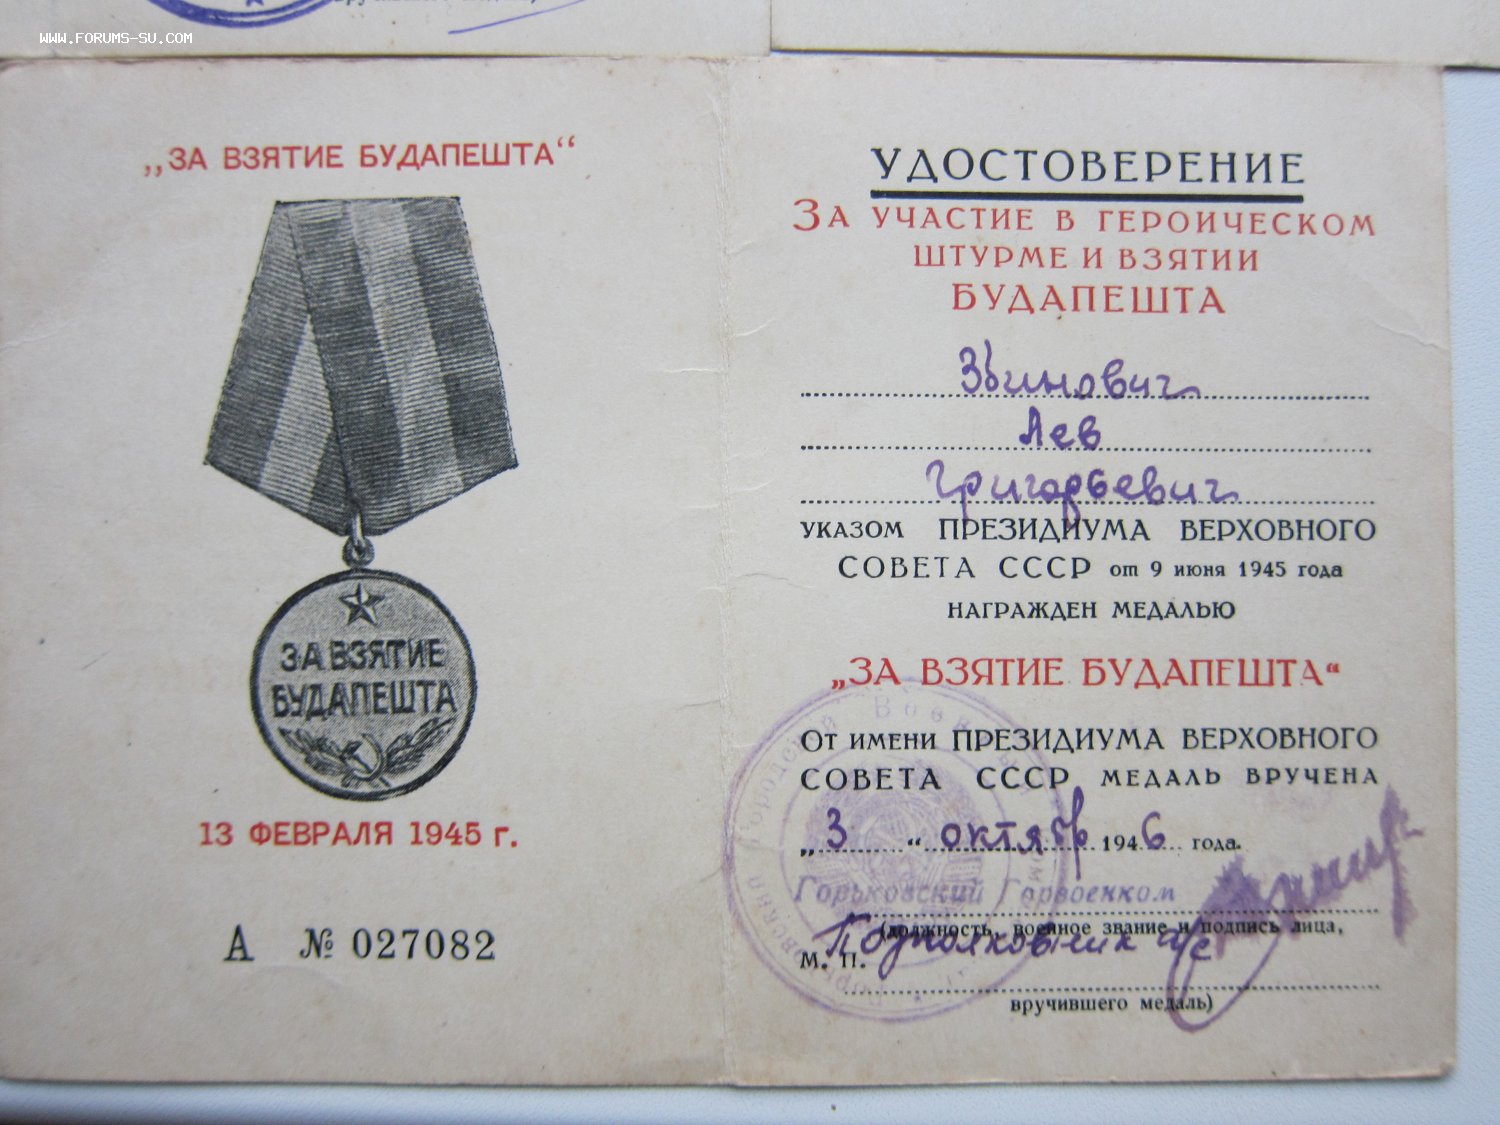 WWW.FORUMS-SU.COM
„ЗА ВЗЯТИЕ БУДАПЕШТА“
ЗА ВЗЯТИЕ
БУДАПЕШТА
13 ФЕВРАЛЯ 1945 г.
А № 027082
УДОСТОВЕРЕНИЕ
ЗА УЧАСТИЕ В ГЕРОИЧЕСКОМ
ШТУРМЕ И ВЗЯТИИ
БУДАПЕШТА
Збинович
Лев
Григорьевич
УКАЗОМ ПРЕЗИДИУМА ВЕРХОВНОГО
СОВЕТА СССР от 9 июня 1945 года
НАГРАЖДЕН МЕДАЛЬЮ
„ЗА ВЗЯТИЕ БУДАПЕШТА“
ОТ ИМЕНИ ПРЕЗИДИУМА ВЕРХОВНОГО
СОВЕТА СССР МЕДАЛЬ ВРУЧЕНА
„3“ октябр 1946 года.
Горьковский Горвоенком
(должность, военное звание и подпись лица,
Подполковник
М. П.
вручившего медаль)